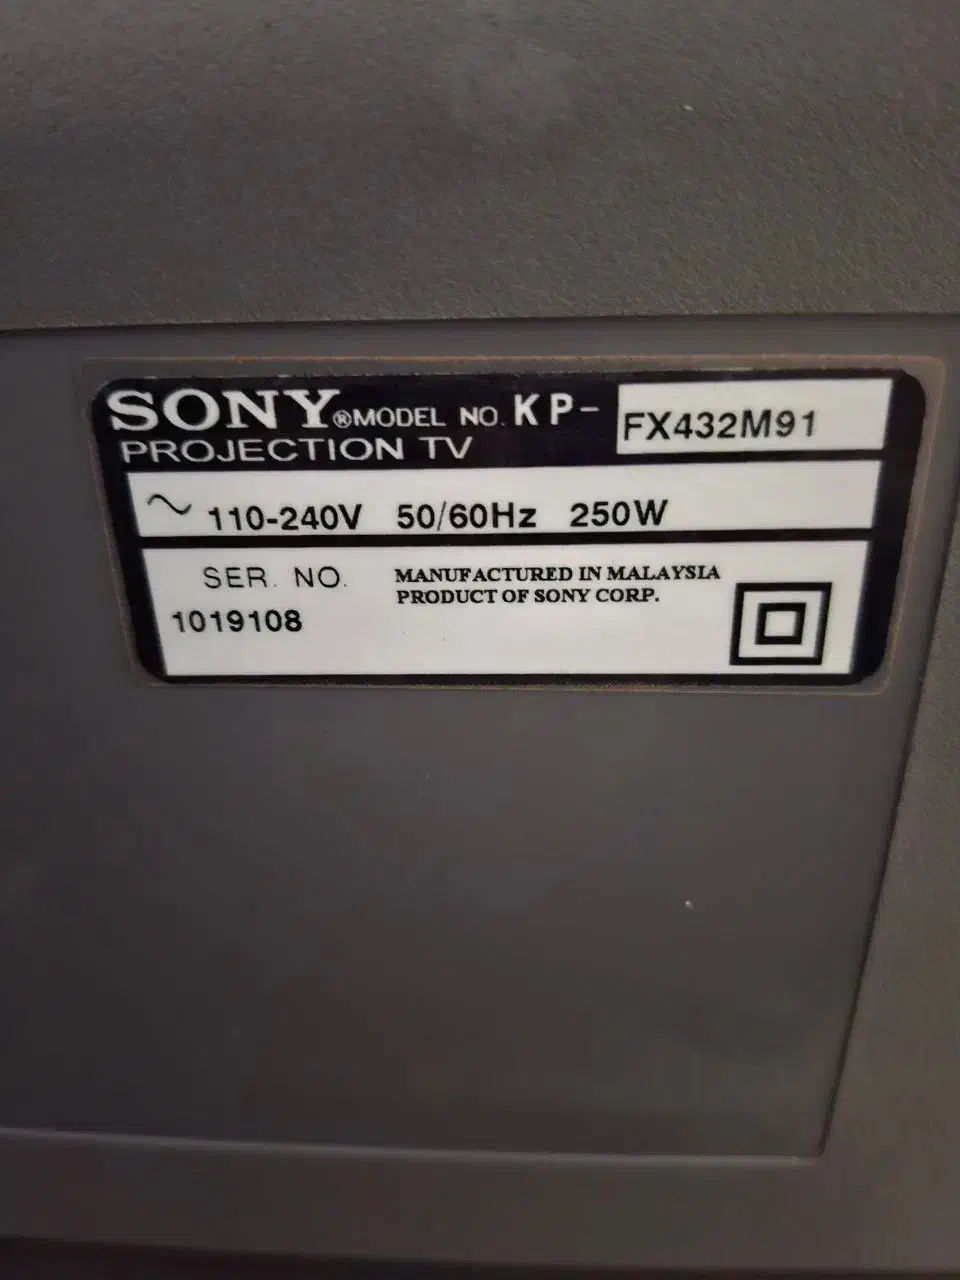 SONY® MODEL NO. KP- FX432M91
PROJECTION TV
~ 110-240V 50/60Hz 250W
SER. NO. MANUFACTURED IN MALAYSIA
PRODUCT OF SONY CORP.
1019108